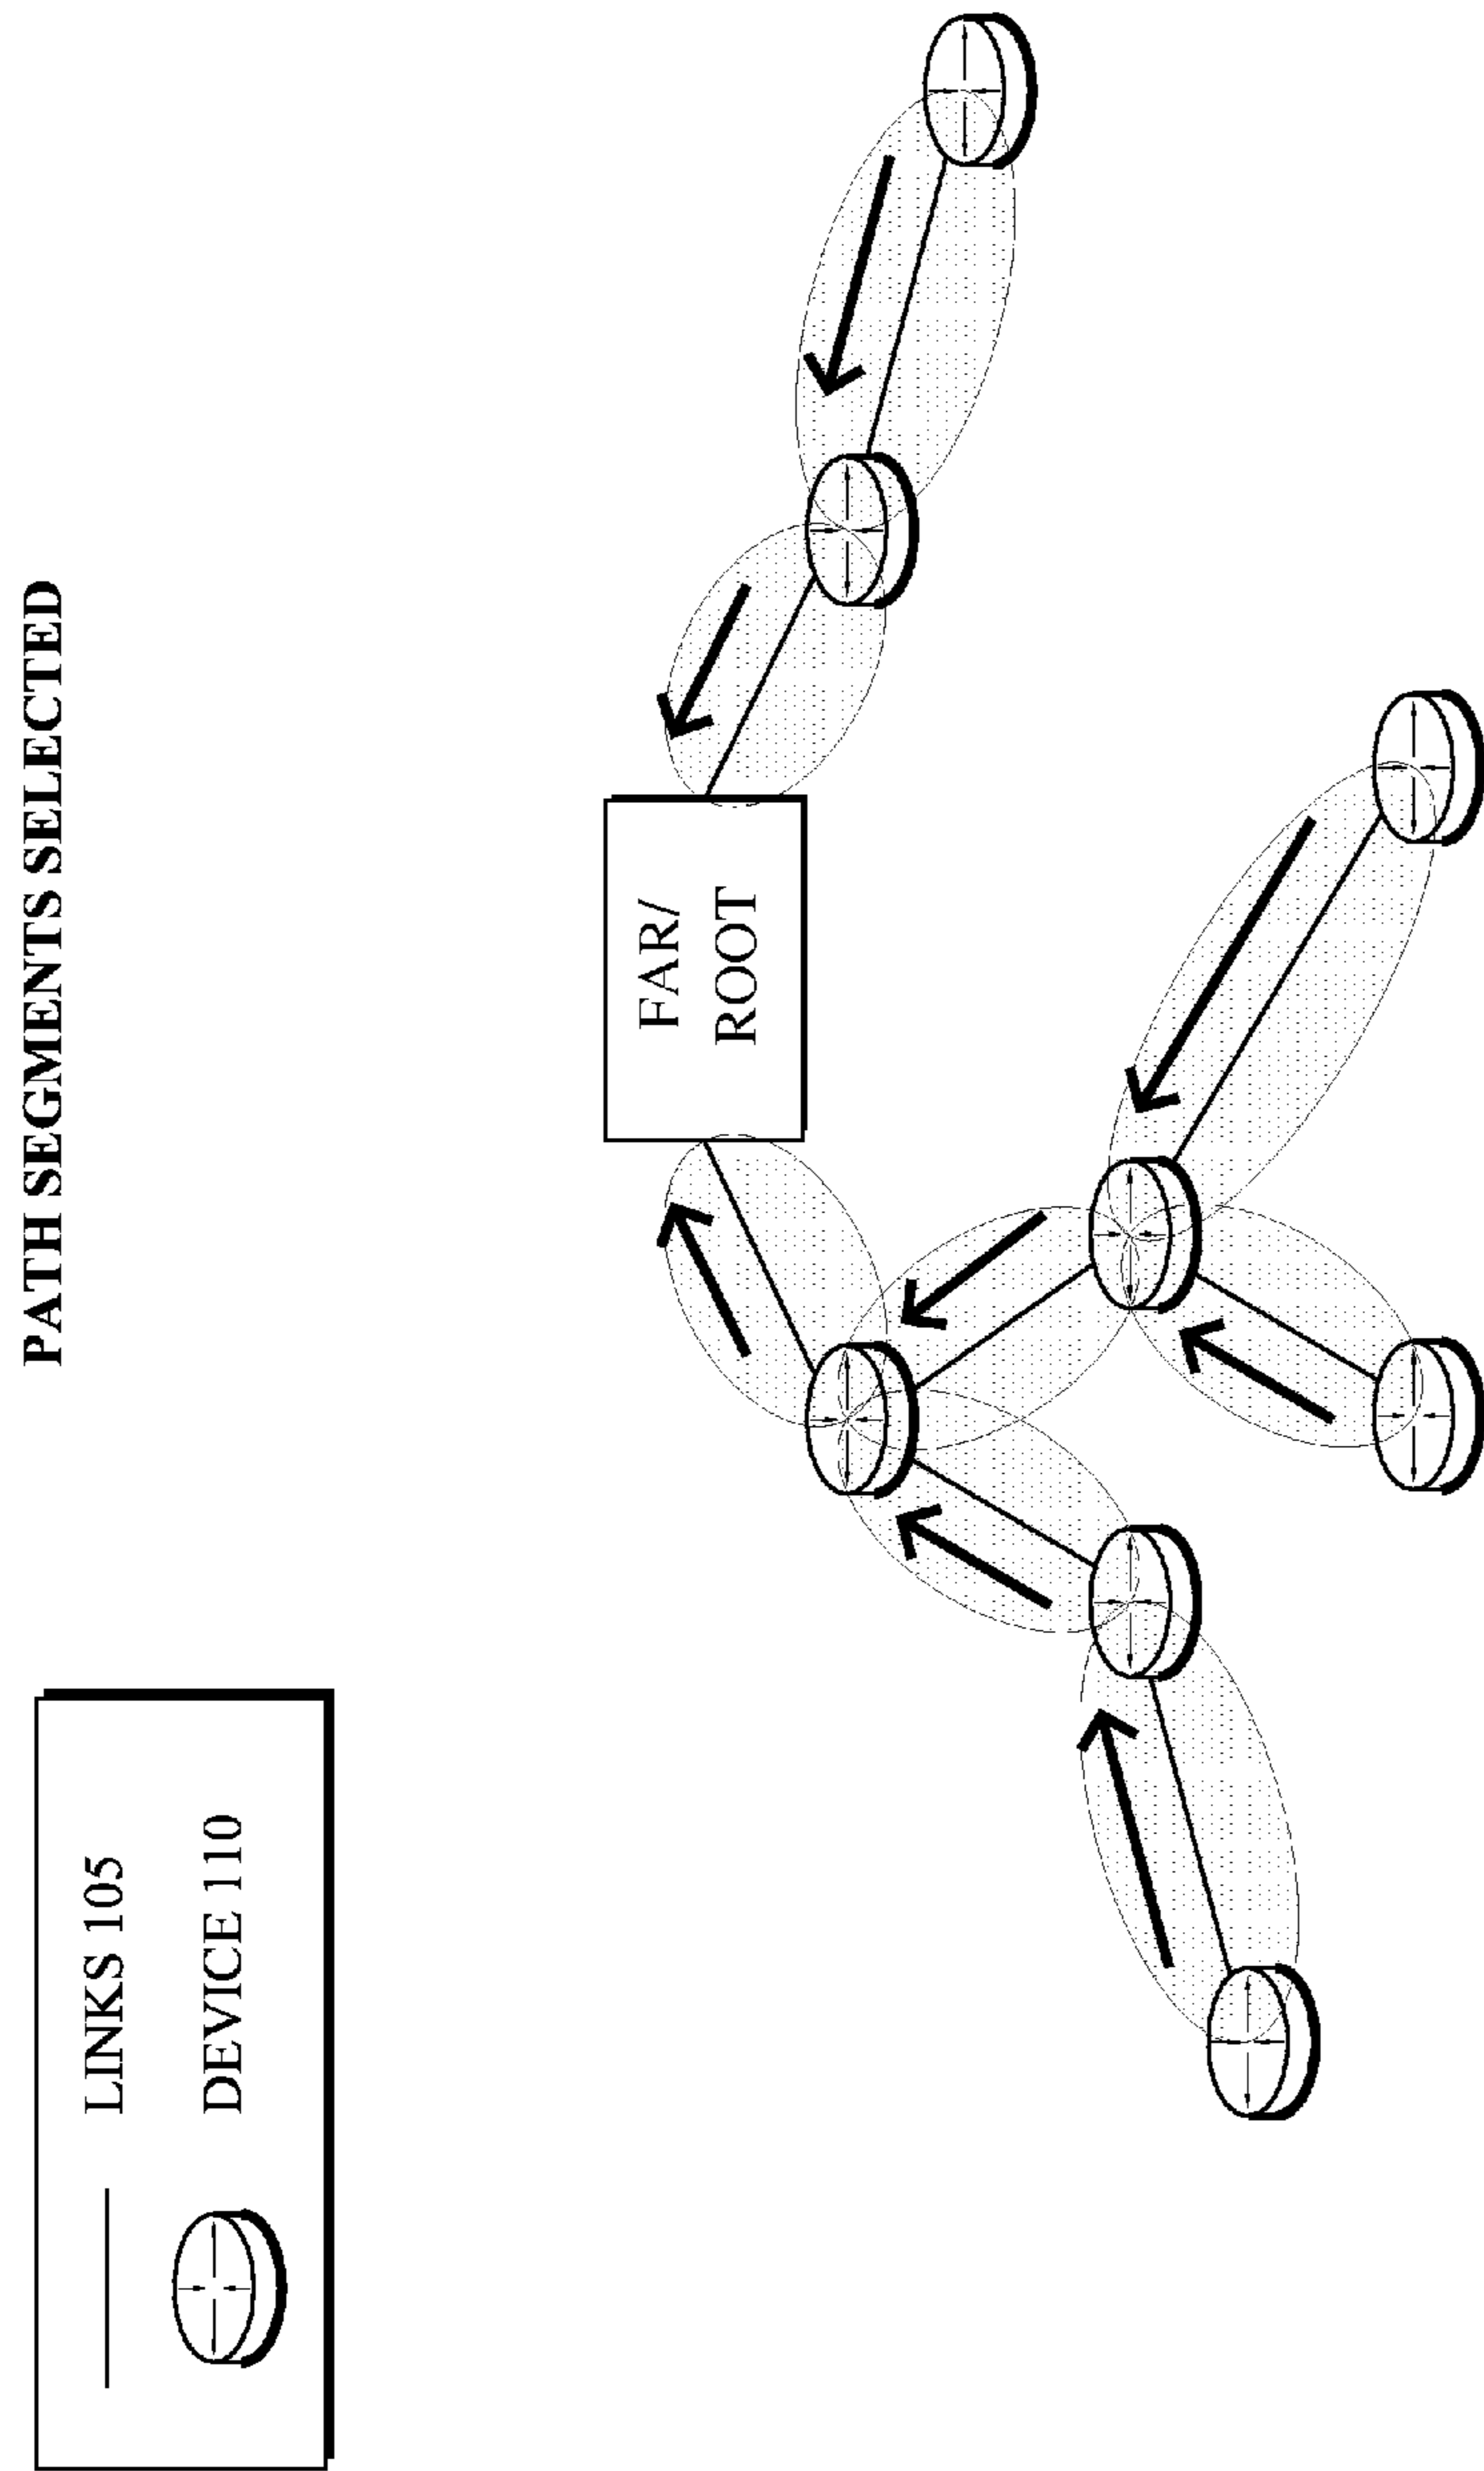 PATH SEGMENTS SELECTED
LINKS 105
DEVICE 110
FAR/
ROOT